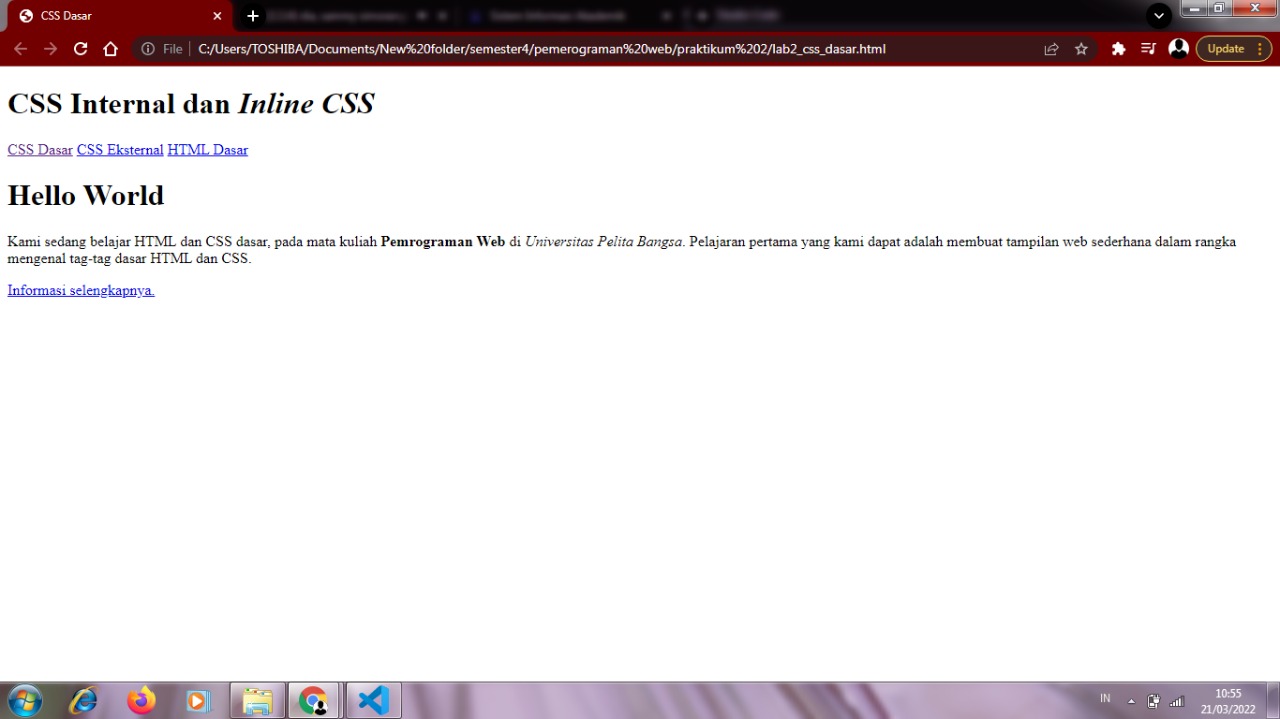 CSS Dasar
File
C:/Users/TOSHIBA/Documents/New%20folder/semester4/pemerograman%20web/praktikum%202/lab2_css_dasar.html
Update
CSS Internal dan Inline CSS
CSS Dasar CSS Eksternal HTML Dasar
Hello World
Kami sedang belajar HTML dan CSS dasar, pada mata kuliah Pemrograman Web di Universitas Pelita Bangsa. Pelajaran pertama yang kami dapat adalah membuat tampilan web sederhana dalam rangka
mengenal tag-tag dasar HTML dan CSS.
Informasi selengkapnya.
IN
10:55
21/03/2022